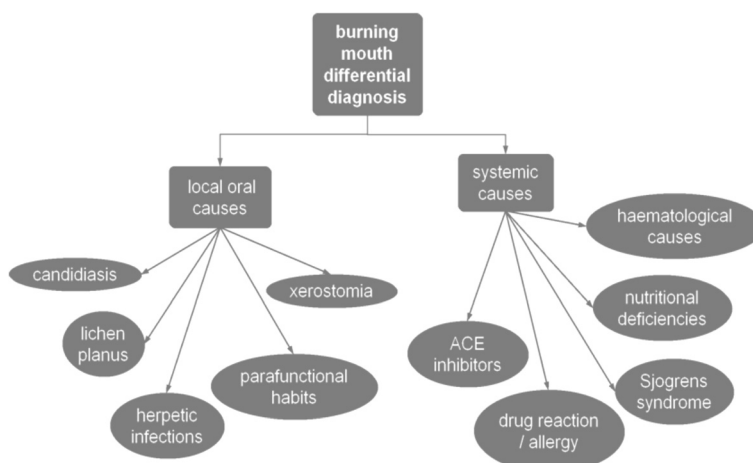 burning
mouth
differential
diagnosis
local oral
causes
systemic
causes
haematological
causes
candidiasis
xerostomia
nutritional
deficiencies
lichen
planus
ACE
inhibitors
parafunctional
habits
Sjogrens
syndrome
herpetic
infections
drug reaction
/ allergy